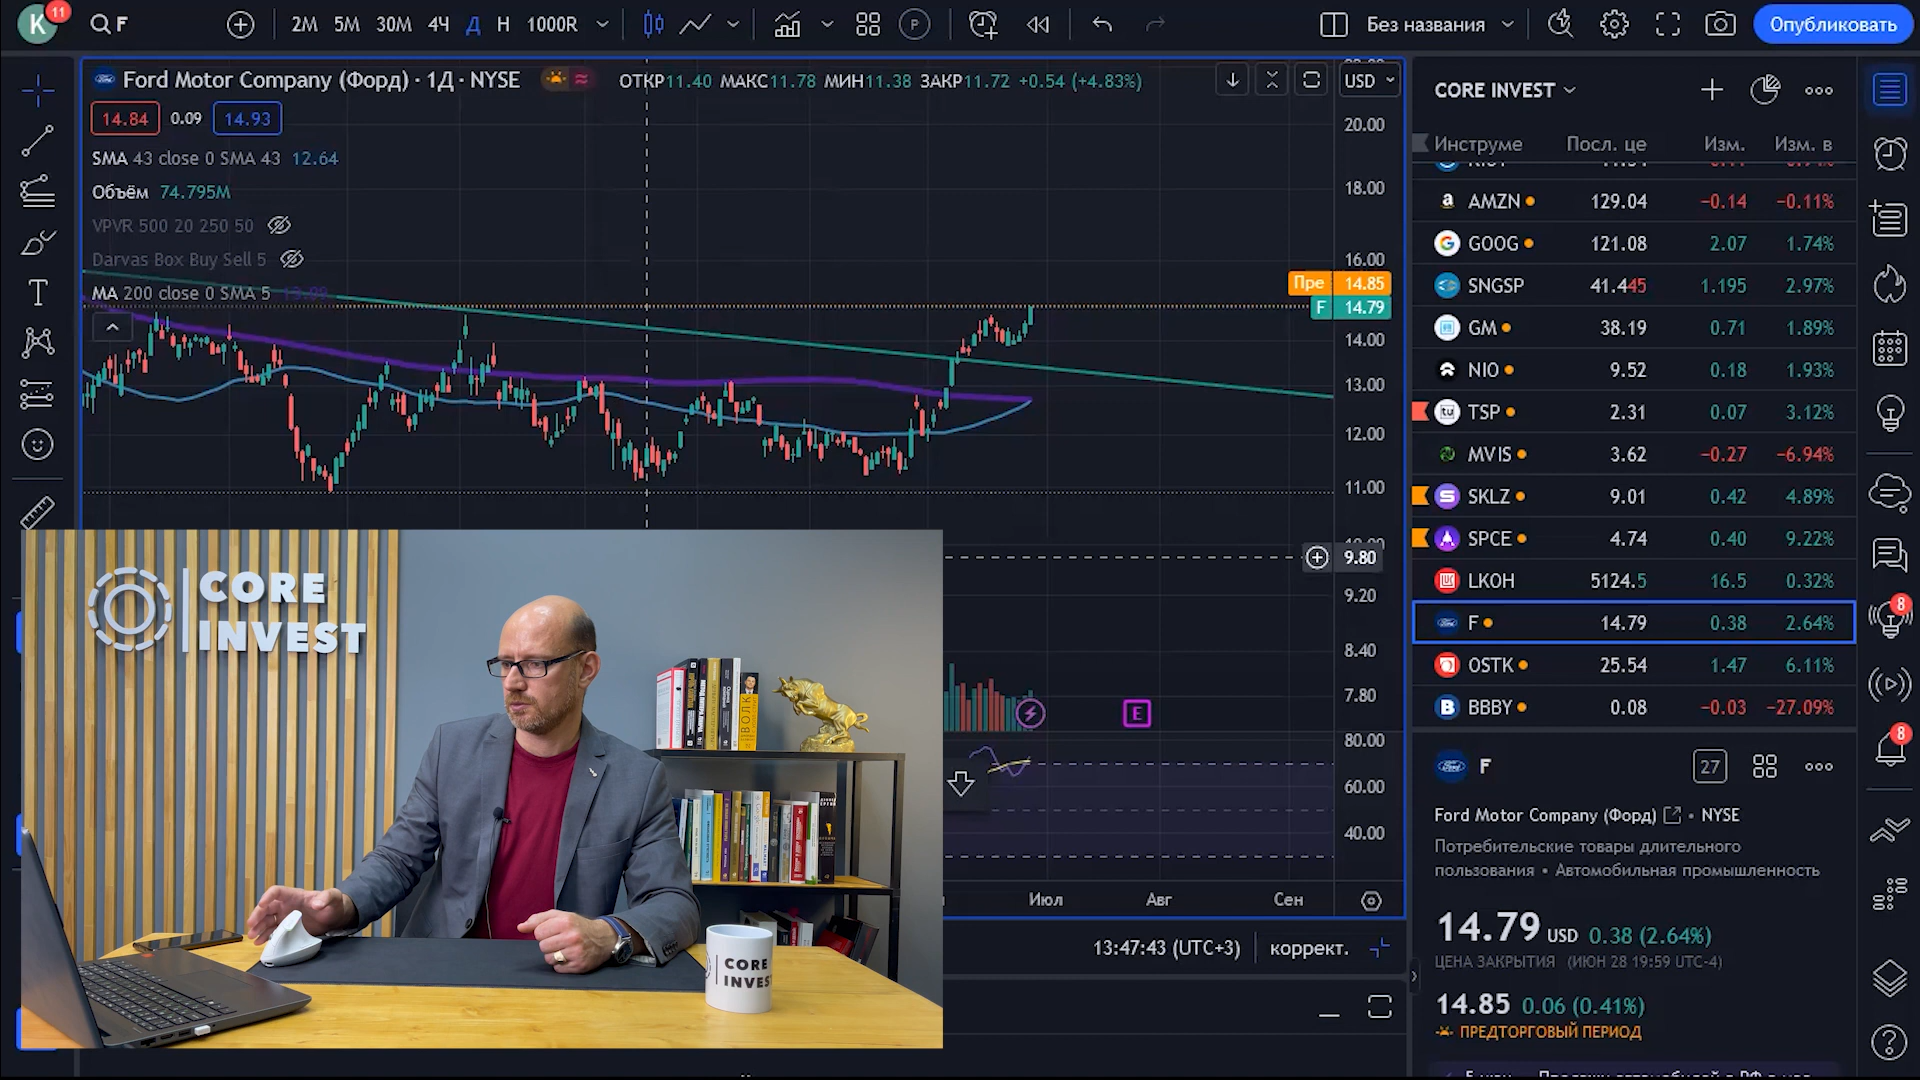 K
11
F
2М 5М 30М 4Ч Д Н 1000R
P
Без названия
Опубликовать
Ford Motor Company (Форд) · 1Д · NYSE
ОТКР11.40 МАКС11.78 МИН11.38 ЗАКР11.72 +0.54 (+4.83%)
USD
14.84 0.09 14.93
SMA 43 close 0 SMA 43 12.64
Объём 74.795M
VPVR 500 20 250 50
Darvas Box Buy Sell 5
MA 200 close 0 SMA 5
20.00
18.00
16.00
Пре 14.85
F 14.79
14.00
13.00
12.00
11.00
9.80
9.20
8.40
7.80
80.00
60.00
40.00
E
Июл Авг Сен
13:47:43 (UTC+3) коррект.
CORE INVEST
Инструме Посл. це Изм. Изм. в
AMZN 129.04 −0.14 −0.11%
GOOG 121.08 2.07 1.74%
SNGSP 41.445 1.195 2.97%
GM 38.19 0.71 1.89%
NIO 9.52 0.18 1.93%
TSP 2.31 0.07 3.12%
MVIS 3.62 −0.27 −6.94%
SKLZ 9.01 0.42 4.89%
SPCE 4.74 0.40 9.22%
LKOH 5124.5 16.5 0.32%
F 14.79 0.38 2.64%
OSTK 25.54 1.47 6.11%
BBBY 0.08 −0.03 −27.09%
F
27
Ford Motor Company (Форд) • NYSE
Потребительские товары длительного
пользования • Автомобильная промышленность
14.79 USD 0.38 (2.64%)
ЦЕНА ЗАКРЫТИЯ (ИЮН 28 19:59 UTC-4)
14.85 0.06 (0.41%)
ПРЕДТОРГОВЫЙ ПЕРИОД
8
8
CORE
INVEST
ВОЛК
CORE
INVES